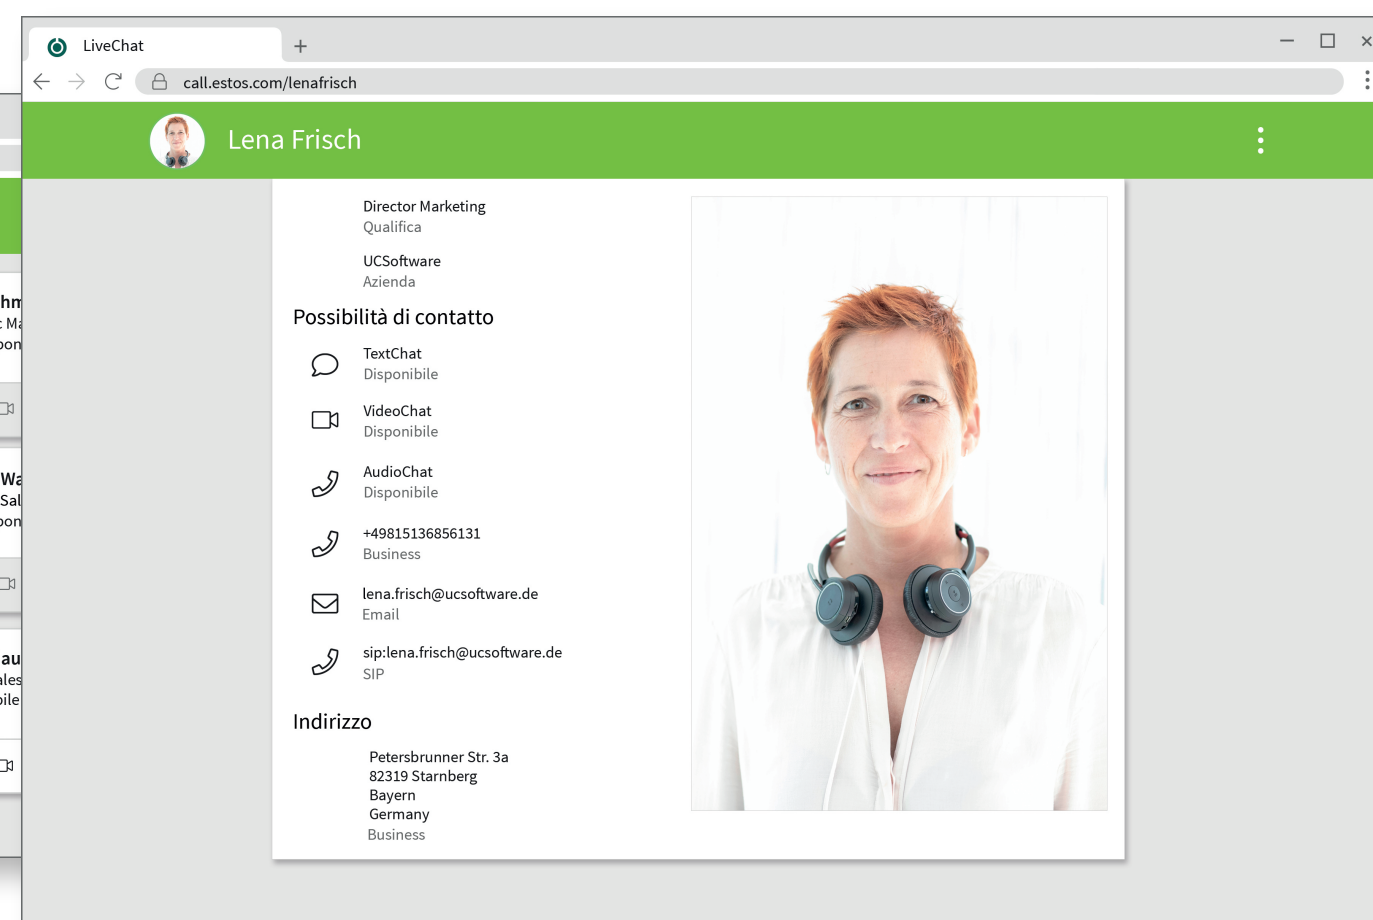 LiveChat
call.estos.com/lenafrisch
Lena Frisch
Director Marketing
Qualifica
UCSoftware
Azienda
Possibilità di contatto
TextChat
Disponibile
VideoChat
Disponibile
AudioChat
Disponibile
+49815136856131
Business
lena.frisch@ucsoftware.de
Email
sip:lena.frisch@ucsoftware.de
SIP
Indirizzo
Petersbrunner Str. 3a
82319 Starnberg
Bayern
Germany
Business